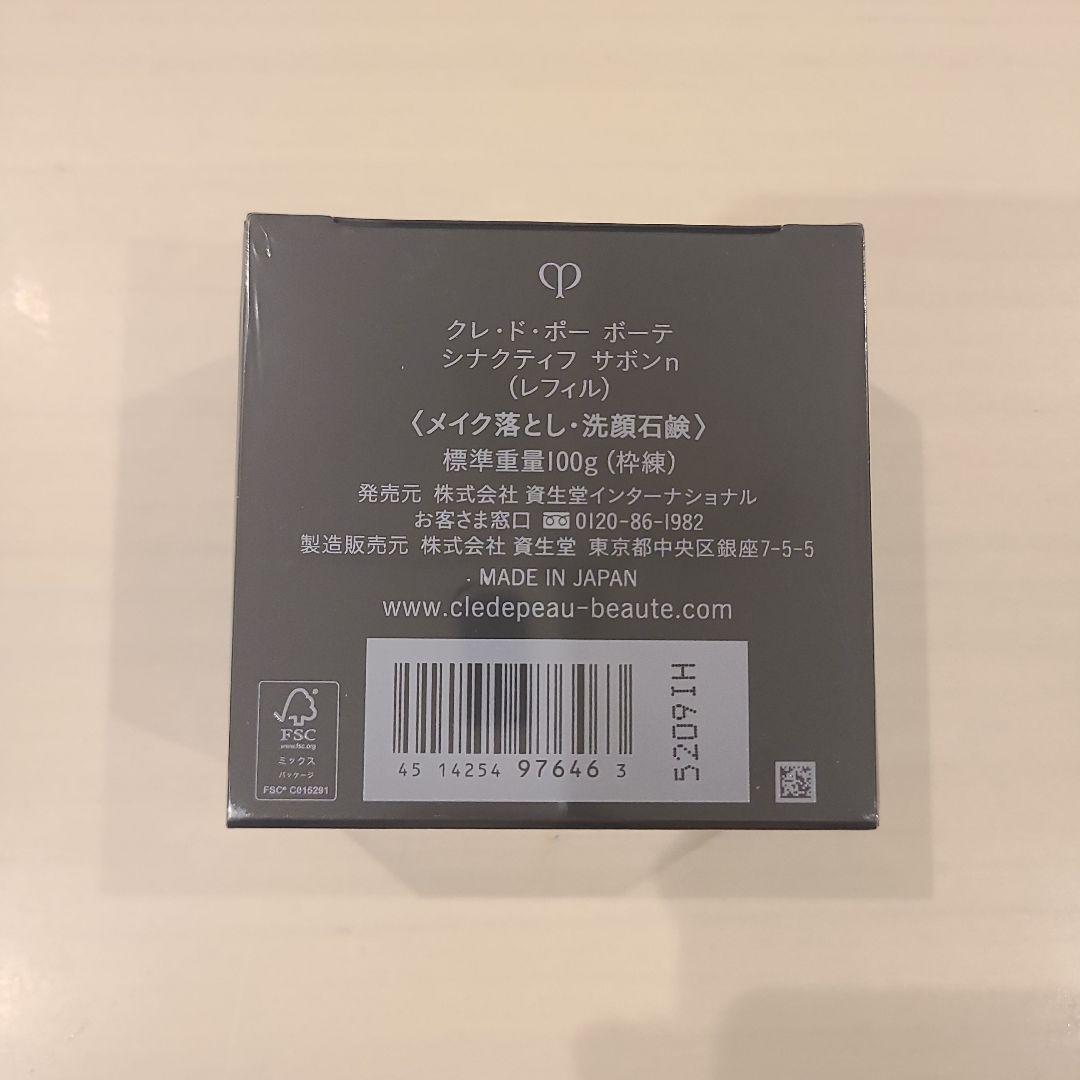 クレ・ド・ポー ボーテ
シナクティフ サボンn
(レフィル)
〈メイク落とし・洗顔石鹸〉
標準重量100g (枠練)
発売元 株式会社 資生堂インターナショナル
お客さま窓口 0120-86-1982
製造販売元 株式会社 資生堂 東京都中央区銀座7-5-5
MADE IN JAPAN
www.cledepeau-beaute.com
FSC
www.fsc.org
ミックス
パッケージ
FSC® C015291
45 14254 97646 3
5209IH